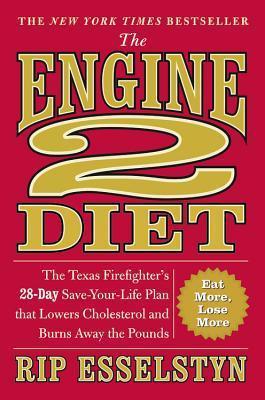 THE NEW YORK TIMES BESTSELLER
The
ENGINE
2
DIET
The Texas Firefighter's
28-Day Save-Your-Life Plan
that Lowers Cholesterol and
Burns Away the Pounds
Eat
More,
Lose
More
RIP ESSELSTYN